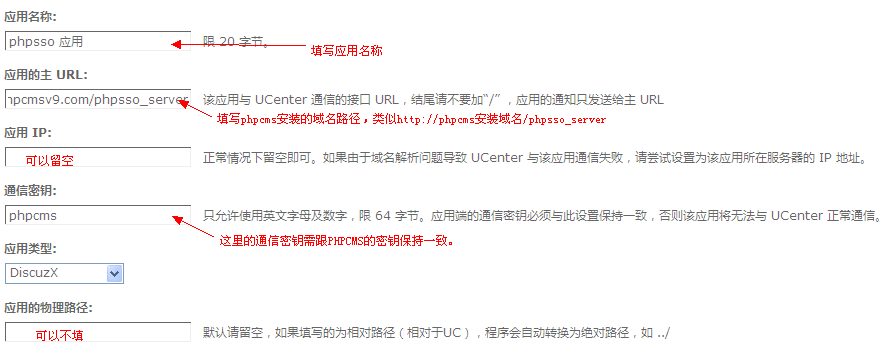 应用名称:
phpsso 应用
限 20 字节。
填写应用名称
应用的主 URL:
hpcmsv9.com/phpsso_server
该应用与 UCenter 通信的接口 URL，结尾请不要加“/” ，应用的通知只发送给主 URL
填写phpcms安装的域名路径，类似http://phpcms安装域名/phpsso_server
应用 IP:
可以留空
正常情况下留空即可。如果由于域名解析问题导致 UCenter 与该应用通信失败，请尝试设置为该应用所在服务器的 IP 地址。
通信密钥:
phpcms
只允许使用英文字母及数字，限 64 字节。应用端的通信密钥必须与此设置保持一致，否则该应用将无法与 UCenter 正常通信。
这里的通信密钥需跟PHPCMS的密钥保持一致。
应用类型:
DiscuzX
应用的物理路径:
可以不填
默认请留空，如果填写的为相对路径（相对于UC），程序会自动转换为绝对路径，如 ../